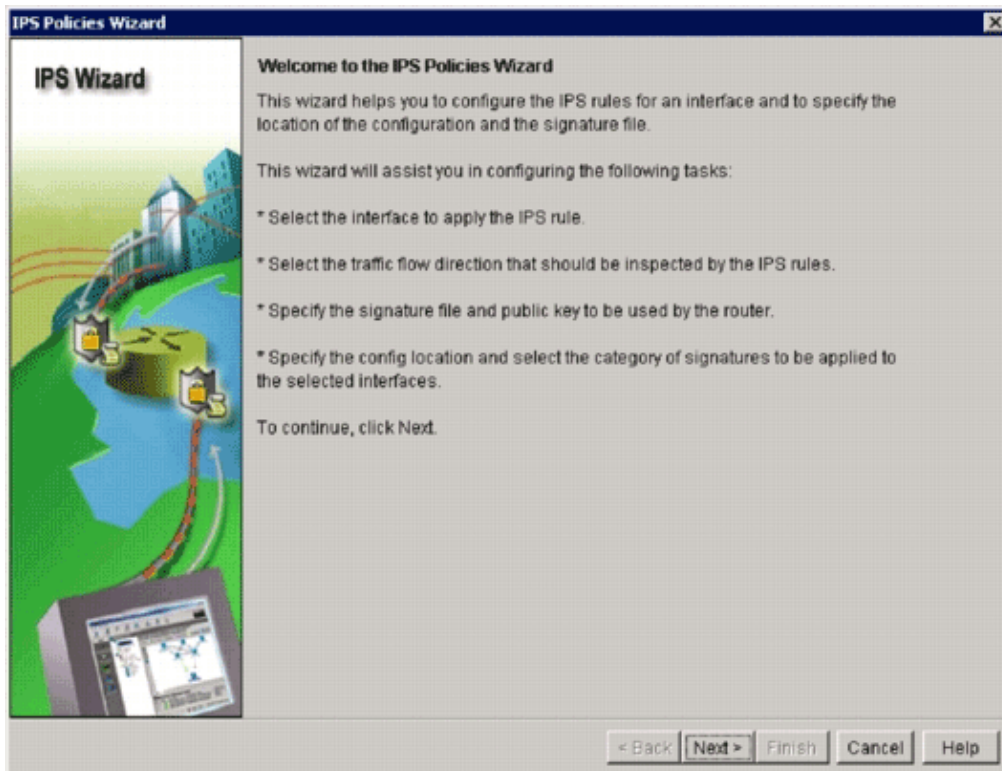 IPS Policies Wizard
IPS Wizard
Welcome to the IPS Policies Wizard
This wizard helps you to configure the IPS rules for an interface and to specify the
location of the configuration and the signature file.
This wizard will assist you in configuring the following tasks:
* Select the interface to apply the IPS rule.
* Select the traffic flow direction that should be inspected by the IPS rules.
* Specify the signature file and public key to be used by the router.
* Specify the config location and select the category of signatures to be applied to
the selected interfaces.
To continue, click Next.
< Back Next > Finish Cancel Help